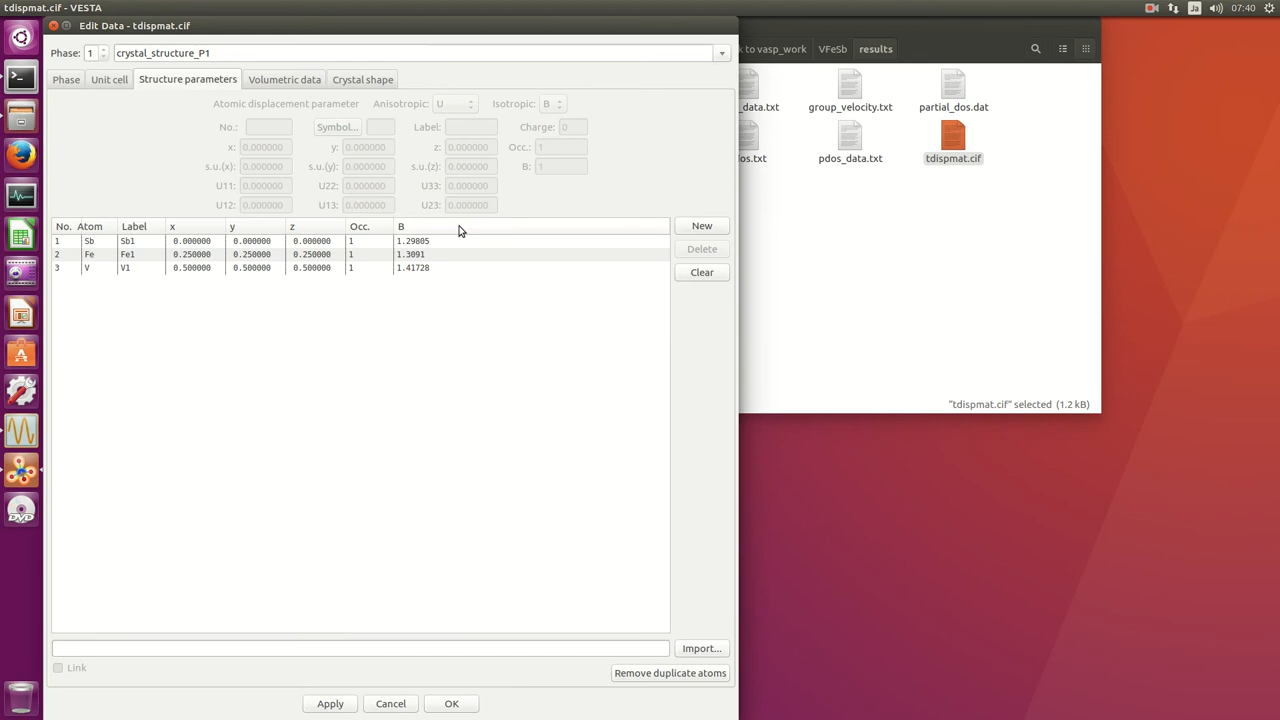 tdispmat.cif - VESTA
Ja
07:40
Edit Data - tdispmat.cif
Phase: 1 crystal_structure_P1
k to vasp_work VFeSb results
Phase Unit cell Structure parameters Volumetric data Crystal shape
Atomic displacement parameter Anisotropic: U Isotropic: B
No.: Symbol... Label: Charge: 0
x: 0.000000 y: 0.000000 z: 0.000000 Occ.: 1
s.u.(x): 0.000000 s.u.(y): 0.000000 s.u.(z): 0.000000 B: 1
U11: 0.000000 U22: 0.000000 U33: 0.000000
U12: 0.000000 U13: 0.000000 U23: 0.000000
No. Atom Label x y z Occ. B
1 Sb Sb1 0.000000 0.000000 0.000000 1 1.29805
2 Fe Fe1 0.250000 0.250000 0.250000 1 1.3091
3 V V1 0.500000 0.500000 0.500000 1 1.41728
New
Delete
Clear
Import...
Link
Remove duplicate atoms
Apply Cancel OK
_data.txt group_velocity.txt partial_dos.dat
os.txt pdos_data.txt tdispmat.cif
"tdispmat.cif" selected (1.2 kB)
DVD